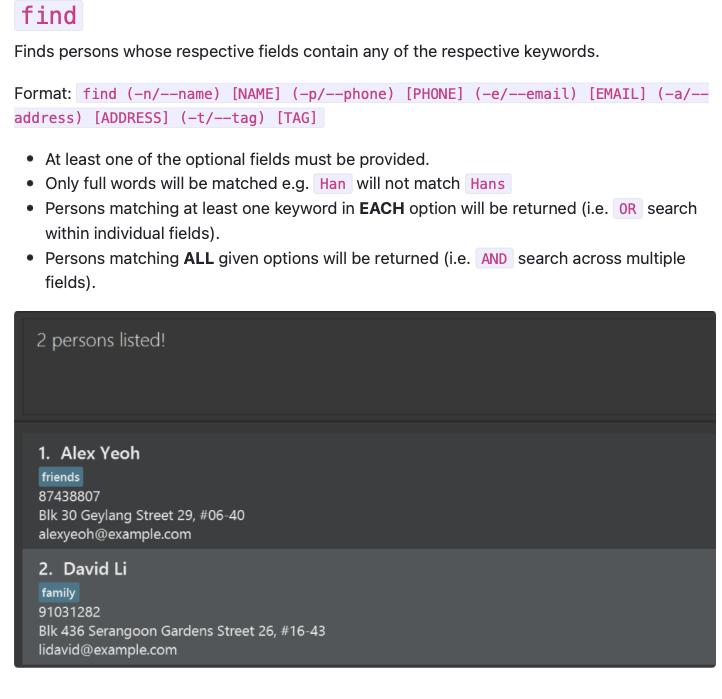 find
Finds persons whose respective fields contain any of the respective keywords.
Format: find (-n/--name) [NAME] (-p/--phone) [PHONE] (-e/--email) [EMAIL] (-a/--
address) [ADDRESS] (-t/--tag) [TAG]
• At least one of the optional fields must be provided.
• Only full words will be matched e.g. Han will not match Hans
• Persons matching at least one keyword in EACH option will be returned (i.e. OR search
within individual fields).
• Persons matching ALL given options will be returned (i.e. AND search across multiple
fields).
2 persons listed!
1. Alex Yeoh
friends
87438807
Blk 30 Geylang Street 29, #06-40
alexyeoh@example.com
2. David Li
family
91031282
Blk 436 Serangoon Gardens Street 26, #16-43
lidavid@example.com